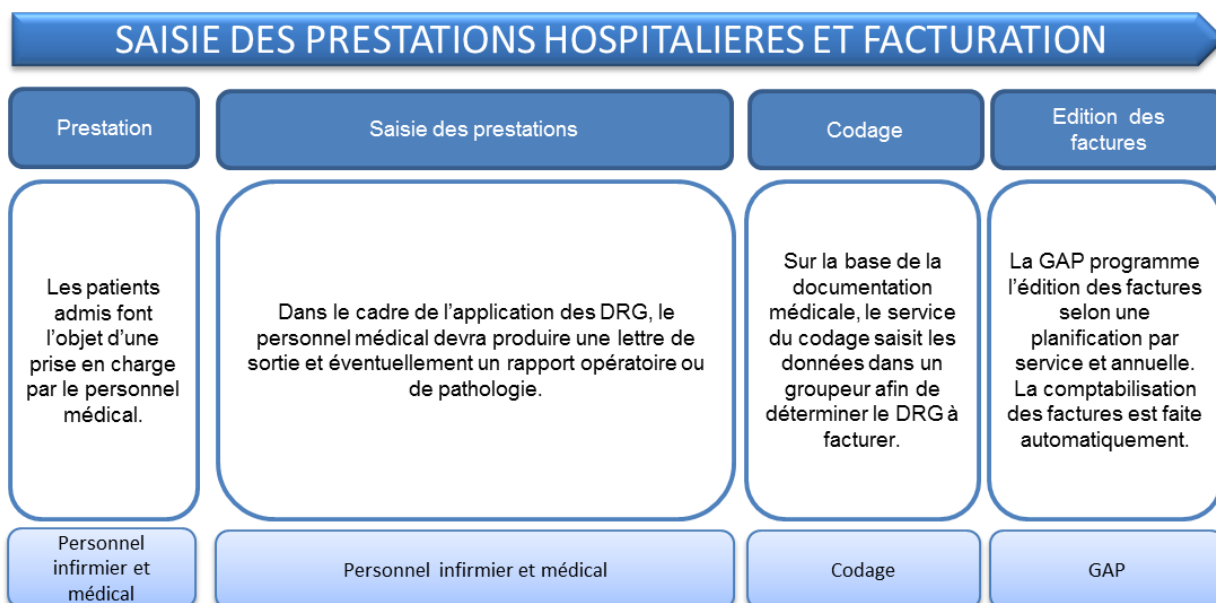 SAISIE DES PRESTATIONS HOSPITALIERES ET FACTURATION
Prestation
Saisie des prestations
Codage
Edition des
factures
Les patients
admis font
l'objet d'une
prise en charge
par le personnel
médical.
Dans le cadre de l'application des DRG, le
personnel médical devra produire une lettre de
sortie et éventuellement un rapport opératoire ou
de pathologie.
Sur la base de la
documentation
médicale, le service
du codage saisit les
données dans un
groupeur afin de
déterminer le DRG à
facturer.
La GAP programme
l'édition des factures
selon une
planification par
service et annuelle.
La comptabilisation
des factures est faite
automatiquement.
Personnel
infirmier et
médical
Personnel infirmier et médical
Codage
GAP